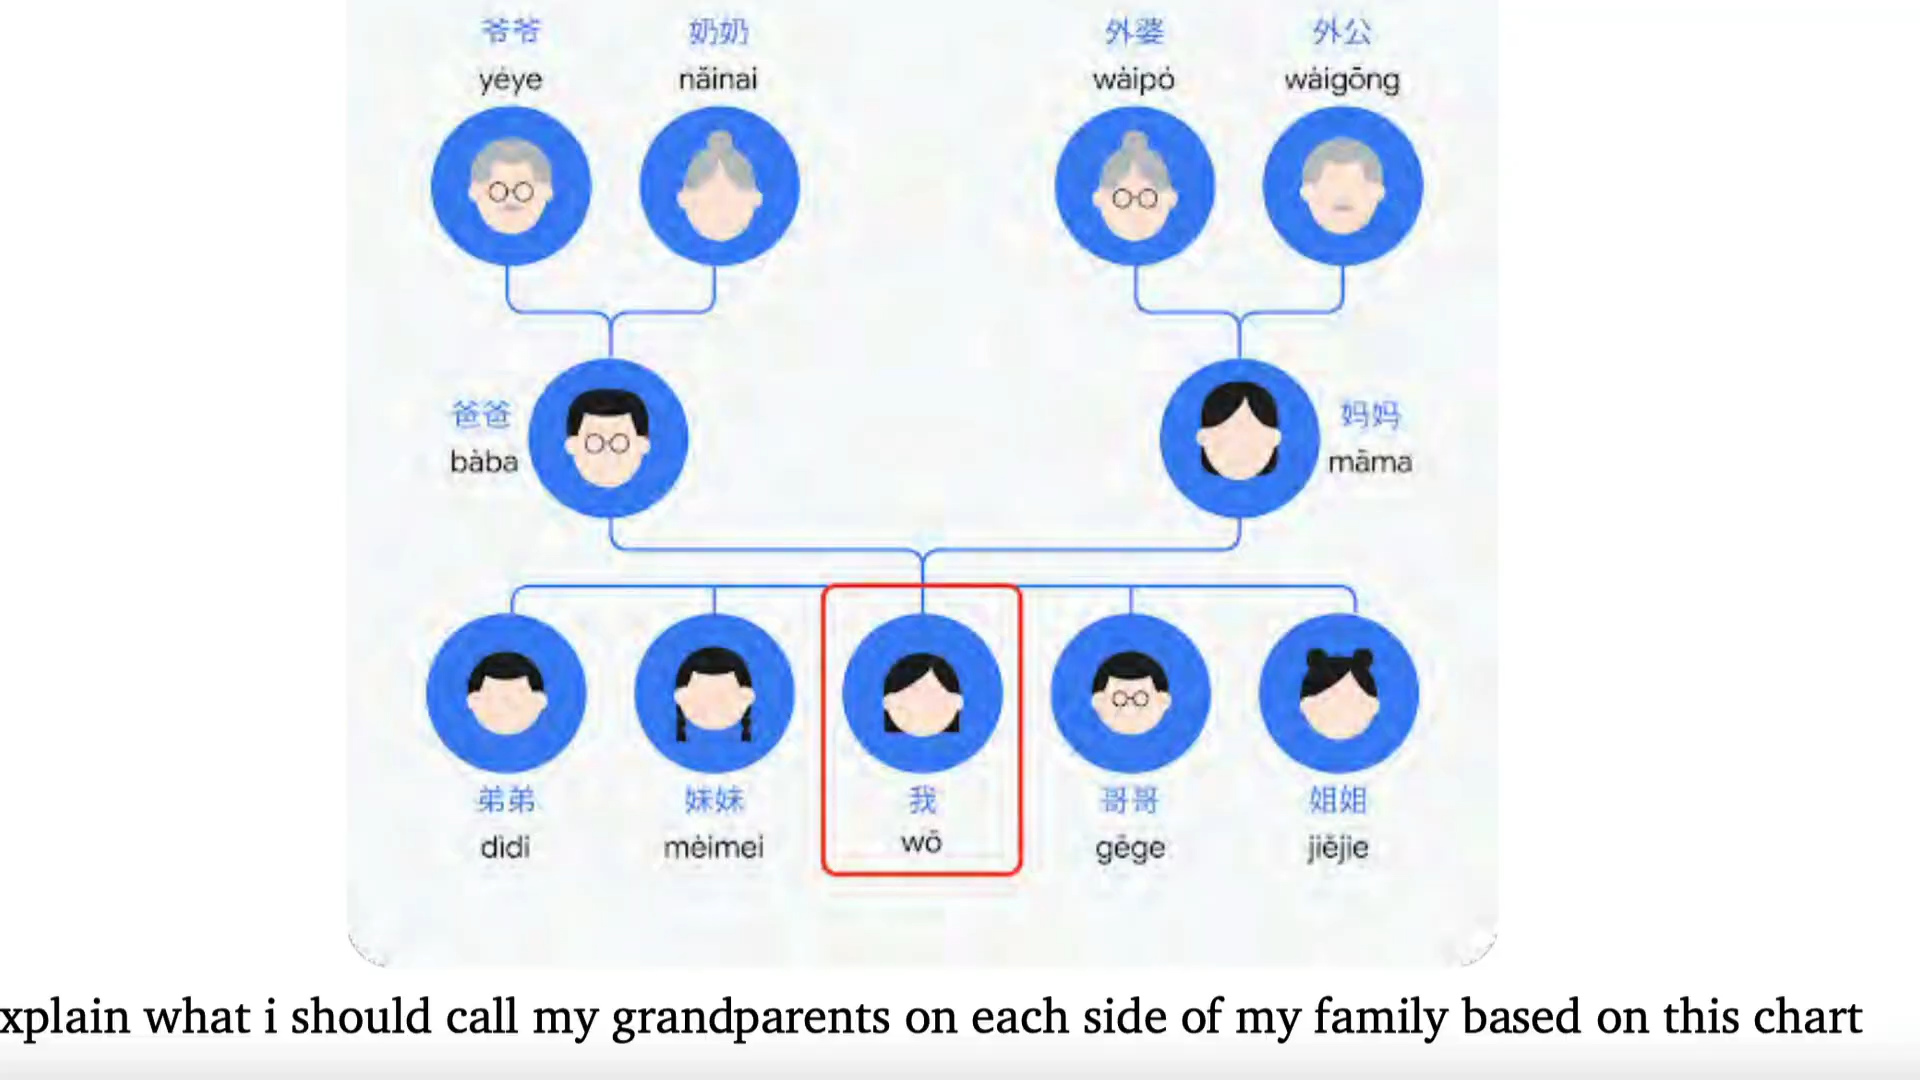 爷爷 奶奶 外婆 外公
yéye nǎinai wàipó wàigōng
爸爸 妈妈
bàba māma
弟弟 妹妹 我 哥哥 姐姐
dìdi mèimei wǒ gēge jiějie
xplain what i should call my grandparents on each side of my family based on this chart